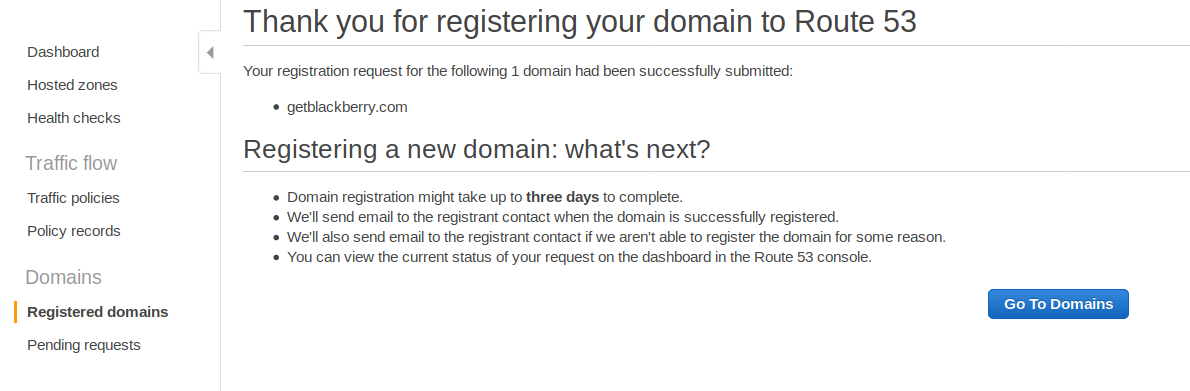 Dashboard
Hosted zones
Health checks
Traffic flow
Traffic policies
Policy records
Domains
Registered domains
Pending requests
Thank you for registering your domain to Route 53
Your registration request for the following 1 domain had been successfully submitted:
• getblackberry.com
Registering a new domain: what's next?
• Domain registration might take up to three days to complete.
• We'll send email to the registrant contact when the domain is successfully registered.
• We'll also send email to the registrant contact if we aren't able to register the domain for some reason.
• You can view the current status of your request on the dashboard in the Route 53 console.
Go To Domains